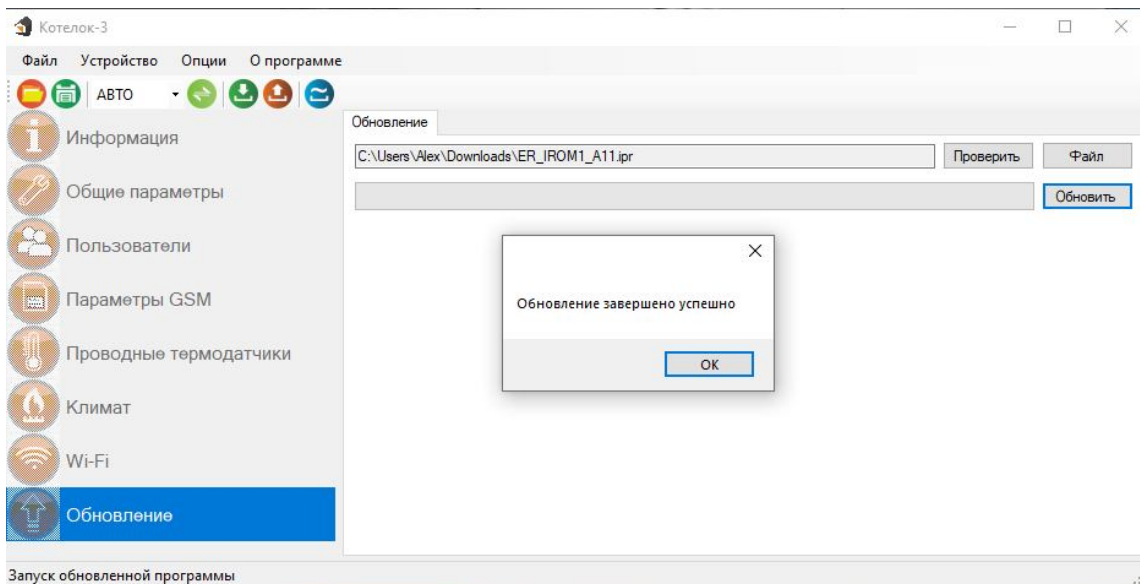 Котелок-3
Файл Устройство Опции О программе
АВТО
Информация
Общие параметры
Пользователи
Параметры GSM
Проводные термодатчики
Климат
Wi-Fi
Обновление
Обновление
C:\Users\Alex\Downloads\ER_IROM1_A11.ipr Проверить Файл
Обновить
Обновление завершено успешно
ОК
Запуск обновленной программы